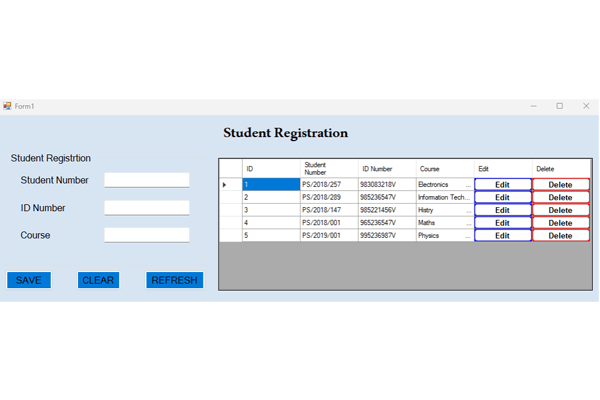 Form1
Student Registration
Student Registrtion
Student Number
ID Number
Course
SAVE CLEAR REFRESH
ID Student Number ID Number Course Edit Delete
1 PS/2018/257 983083218V Electronics ... Edit Delete
2 PS/2018/289 985236547V Information Tech... Edit Delete
3 PS/2018/147 985221456V Histry ... Edit Delete
4 PS/2018/001 965236547V Maths ... Edit Delete
5 PS/2019/001 995236987V Physics ... Edit Delete